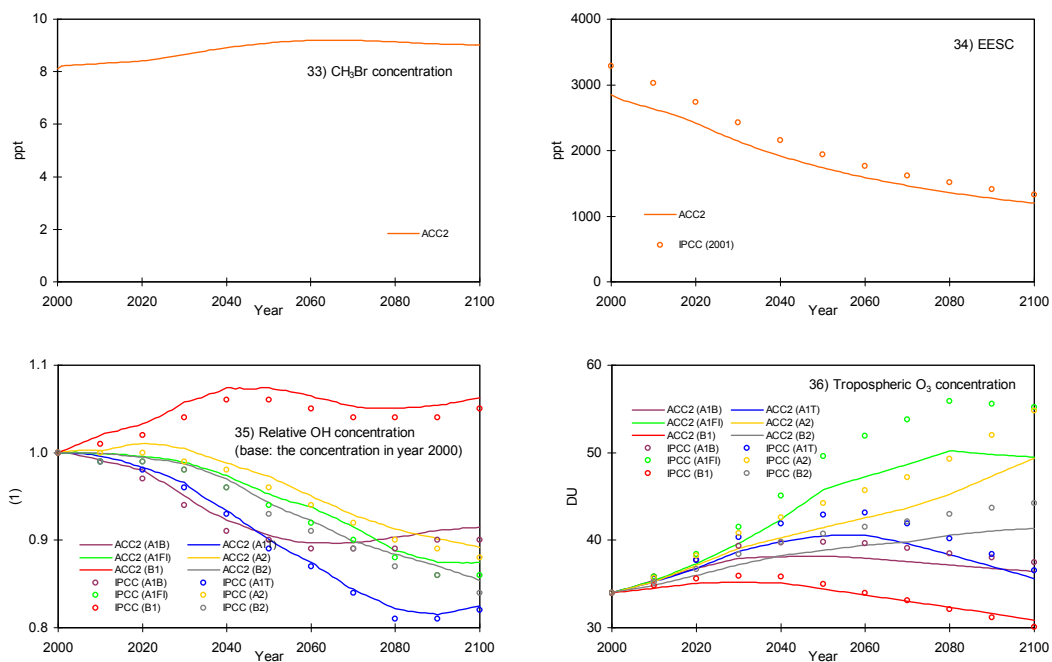 10
8
6
4
2
0
ppt
33) CH₃Br concentration
ACC2
2000 2020 2040 2060 2080 2100
Year
6000
4000
2000
0
ppt
34) EESC
ACC2
IPCC (2001)
2000 2020 2040 2060 2080 2100
Year
1.1
1.0
0.9
0.8
(1)
35) Relative OH concentration
(base: the concentration in year 2000)
ACC2 (A1B) ACC2 (A1T)
ACC2 (A1FI) ACC2 (A2)
ACC2 (B1) ACC2 (B2)
IPCC (A1B) IPCC (A1T)
IPCC (A1FI) IPCC (A2)
IPCC (B1) IPCC (B2)
2000 2020 2040 2060 2080 2100
Year
60
50
40
30
DU
36) Tropospheric O₃ concentration
ACC2 (A1B) ACC2 (A1T)
ACC2 (A1FI) ACC2 (A2)
ACC2 (B1) ACC2 (B2)
IPCC (A1B) IPCC (A1T)
IPCC (A1FI) IPCC (A2)
IPCC (B1) IPCC (B2)
2000 2020 2040 2060 2080 2100
Year